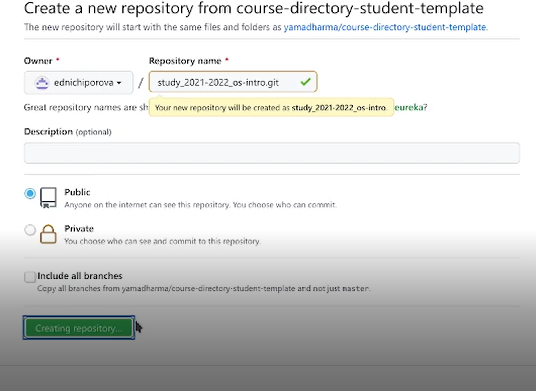 Create a new repository from course-directory-student-template
The new repository will start with the same files and folders as yamadharma/course-directory-student-template.
Owner * Repository name *
ednichiporova / study_2021-2022_os-intro.git
Great repository names are sh
Your new repository will be created as study_2021-2022_os-intro.
eureka?
Description (optional)
Public
Anyone on the internet can see this repository. You choose who can commit.
Private
You choose who can see and commit to this repository.
Include all branches
Copy all branches from yamadharma/course-directory-student-template and not just master.
Creating repository...